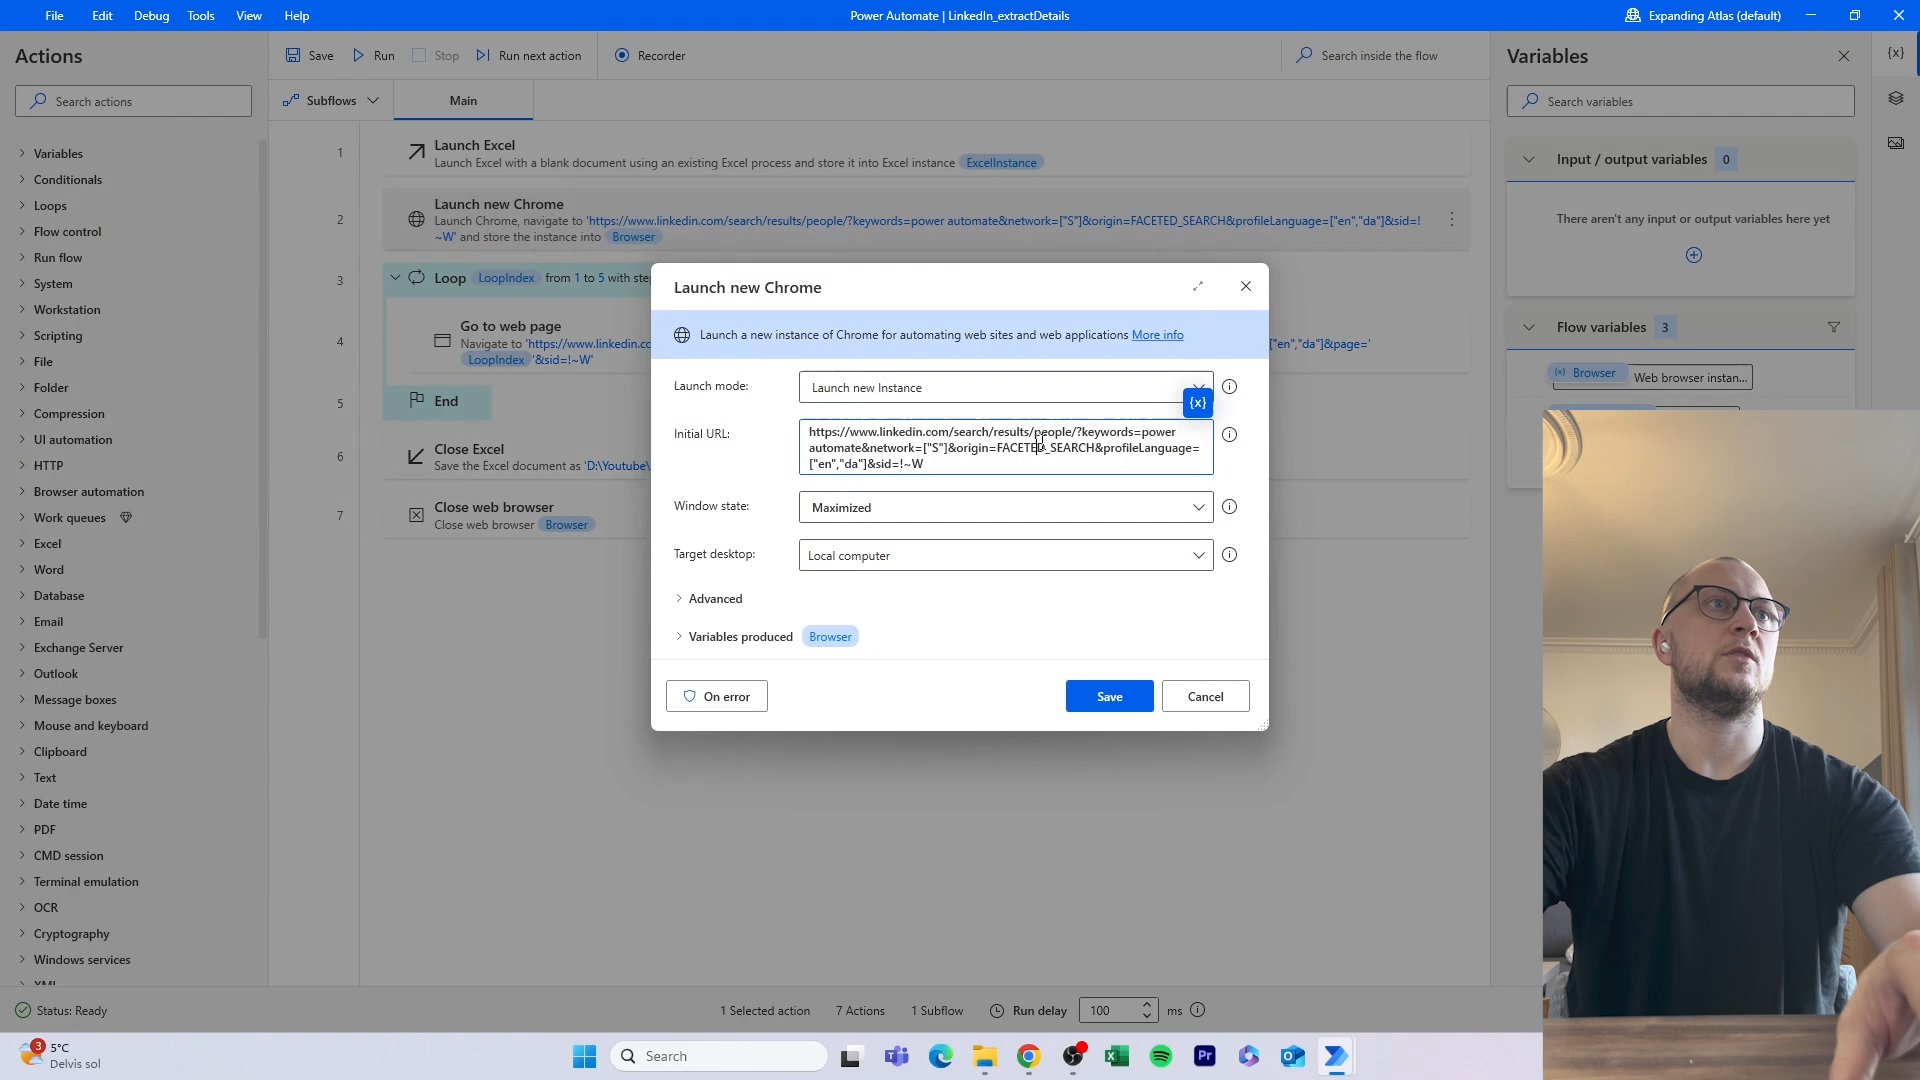 File Edit Debug Tools View Help
Power Automate | LinkedIn_extractDetails
Expanding Atlas (default)
Actions
Search actions
Variables
Conditionals
Loops
Flow control
Run flow
System
Workstation
Scripting
File
Folder
Compression
UI automation
HTTP
Browser automation
Work queues
Excel
Word
Database
Email
Exchange Server
Outlook
Message boxes
Mouse and keyboard
Clipboard
Text
Date time
PDF
CMD session
Terminal emulation
OCR
Cryptography
Windows services
XML
Save Run Stop Run next action Recorder
Search inside the flow
Subflows Main
1
Launch Excel
Launch Excel with a blank document using an existing Excel process and store it into Excel instance ExcelInstance
2
Launch new Chrome
Launch Chrome, navigate to 'https://www.linkedin.com/search/results/people/?keywords=power automate&network=["S"]&origin=FACETED_SEARCH&profileLanguage=["en","da"]&sid=!
~W' and store the instance into Browser
3
Loop LoopIndex from 1 to 5 with
4
Go to web page
Navigate to 'https://www.linkedin.co
["en","da"]&page='
LoopIndex '&sid=!~W'
5
End
6
Close Excel
Save the Excel document as 'D:\Youtube\
7
Close web browser
Close web browser Browser
Launch new Chrome
Launch a new instance of Chrome for automating web sites and web applications More info
Launch mode: Launch new Instance
{x}
Initial URL:
https://www.linkedin.com/search/results/people/?keywords=power
automate&network=["S"]&origin=FACETED_SEARCH&profileLanguage=
["en","da"]&sid=!~W
Window state: Maximized
Target desktop: Local computer
Advanced
Variables produced Browser
On error Save Cancel
Variables
{x}
Search variables
Input / output variables 0
There aren't any input or output variables here yet
Flow variables 3
(x) Browser Web browser instan...
Status: Ready
1 Selected action 7 Actions 1 Subflow Run delay 100 ms
3
5°C
Delvis sol
Search
Pr